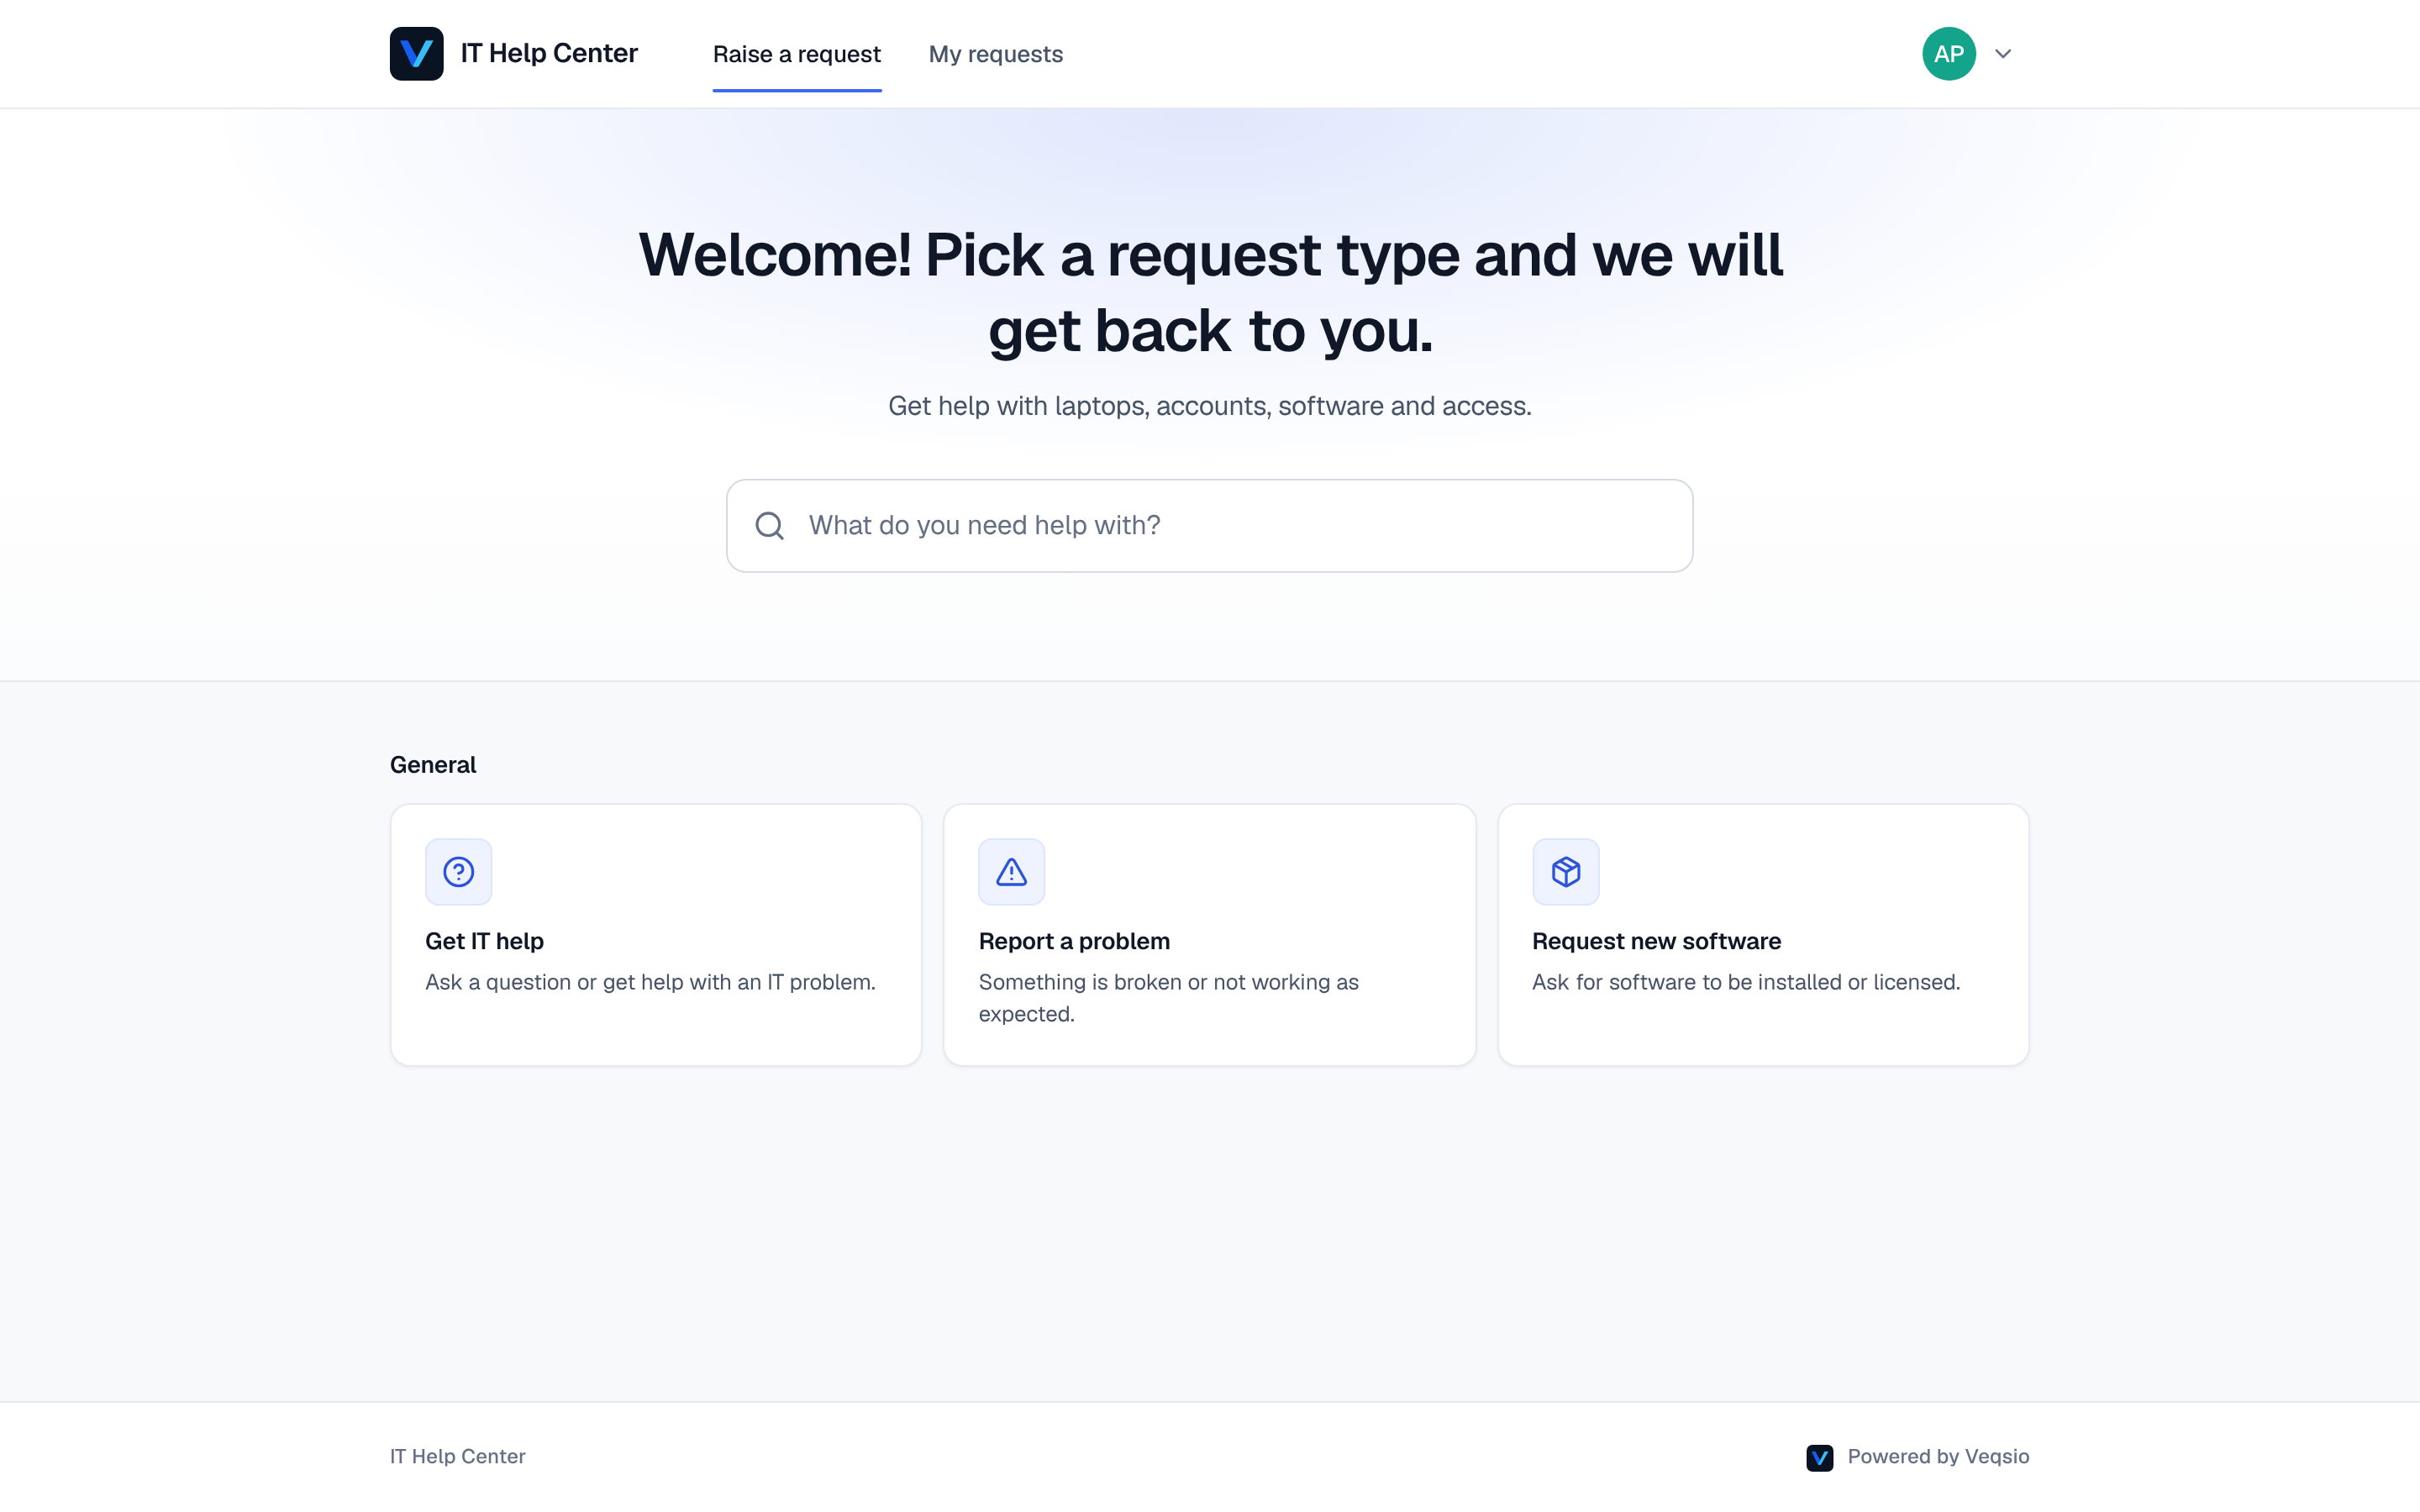 IT Help Center
Raise a request
My requests
AP
Welcome! Pick a request type and we will
get back to you.
Get help with laptops, accounts, software and access.
What do you need help with?
General
Get IT help
Ask a question or get help with an IT problem.
Report a problem
Something is broken or not working as
expected.
Request new software
Ask for software to be installed or licensed.
IT Help Center
Powered by Veqsio